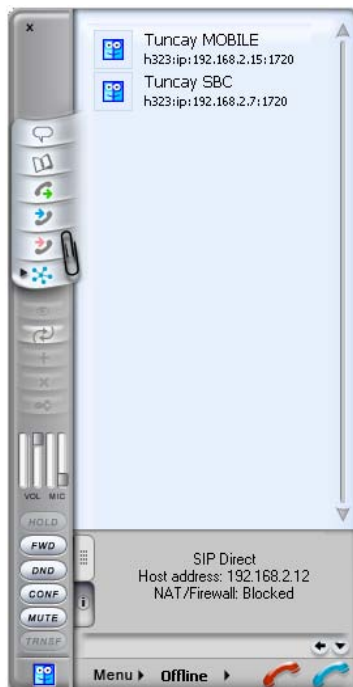 x
Tuncay MOBILE
h323:ip:192.168.2.15:1720
Tuncay SBC
h323:ip:192.168.2.7:1720
VOL MIC
HOLD
FWD
DND
CONF
MUTE
TRNSF
i
SIP Direct
Host address: 192.168.2.12
NAT/Firewall: Blocked
Menu Offline